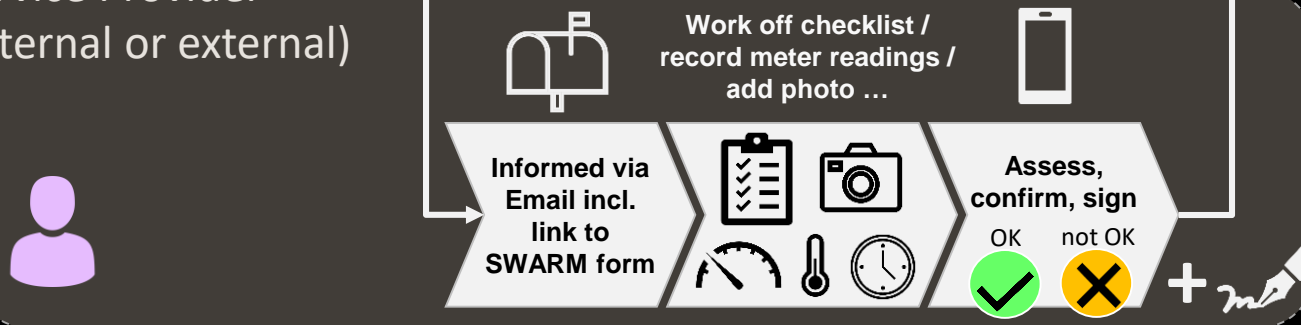 ternal or external)
Work off checklist /
record meter readings /
add photo …
Informed via
Email incl.
link to
SWARM form
Assess,
confirm, sign
OK not OK
+